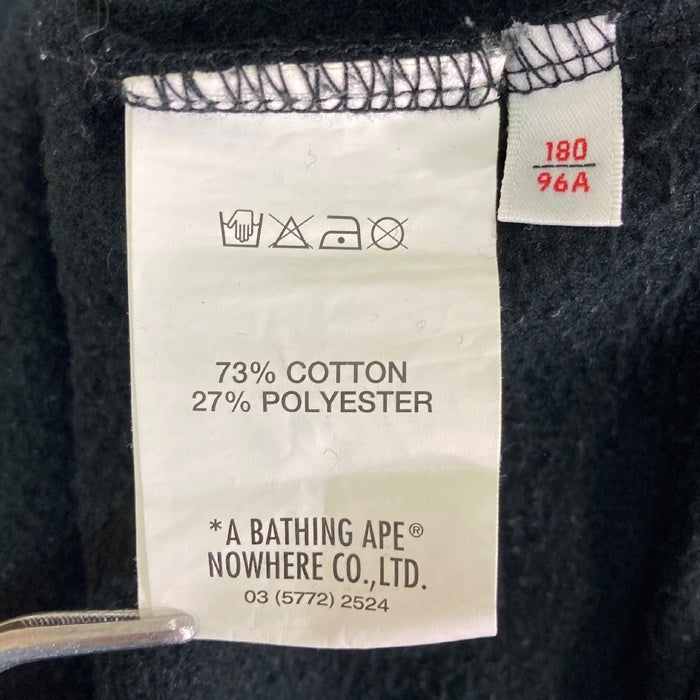 180
96A
73% COTTON
27% POLYESTER
*A BATHING APE®
NOWHERE CO.,LTD.
03 (5772) 2524